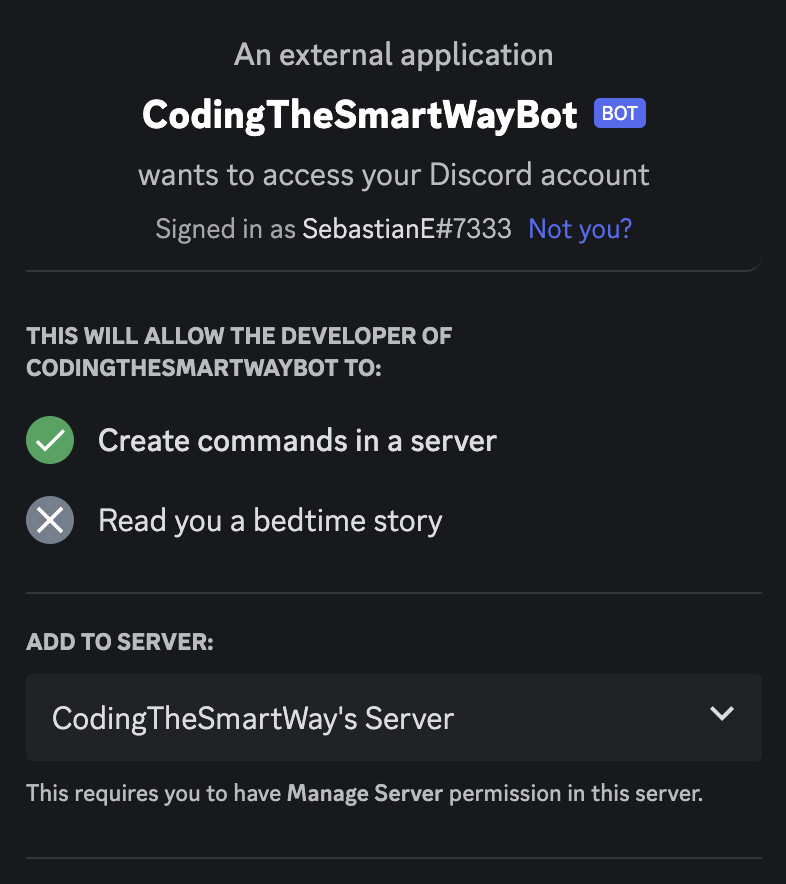 An external application
CodingTheSmartWayBot BOT
wants to access your Discord account
Signed in as SebastianE#7333 Not you?
THIS WILL ALLOW THE DEVELOPER OF
CODINGTHESMARTWAYBOT TO:
Create commands in a server
Read you a bedtime story
ADD TO SERVER:
CodingTheSmartWay's Server
This requires you to have Manage Server permission in this server.